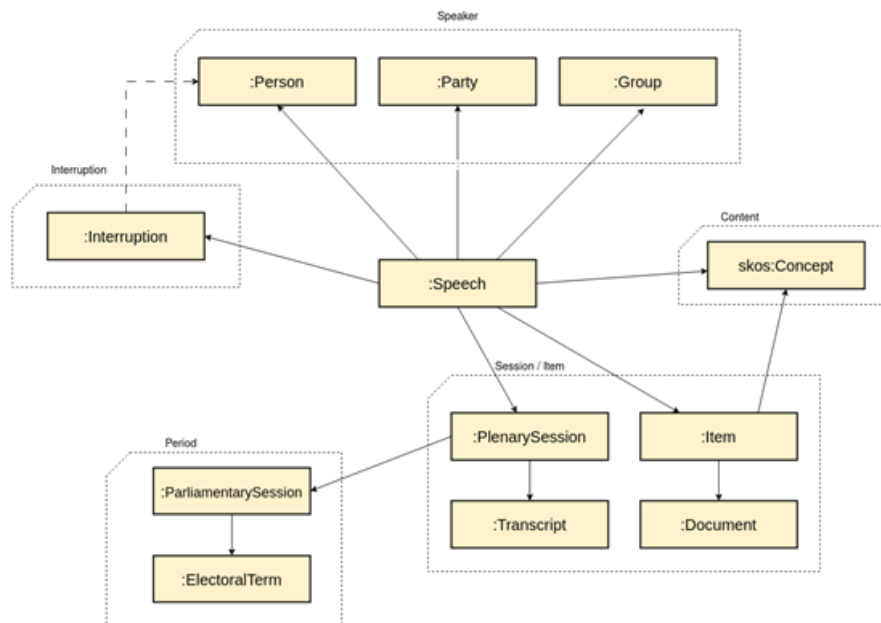 Speaker
:Person
:Party
:Group
Interruption
:Interruption
Content
skos:Concept
:Speech
Session / Item
:PlenarySession
:Item
Period
:ParliamentarySession
:Transcript
:Document
:ElectoralTerm